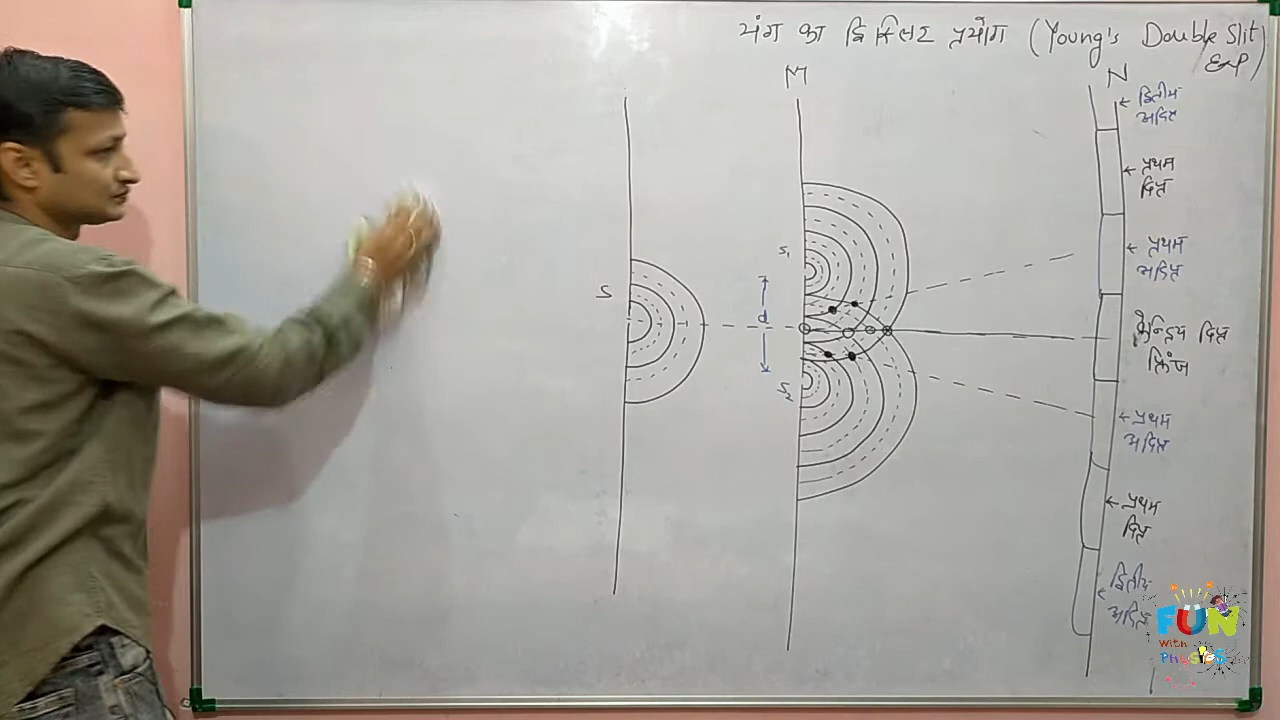 यंग का द्वि स्लिट प्रयोग (Young's Double Slit)
Exp)
M
N
द्वितीय
अदिप्त
प्रथम
दिप्त
S₁
प्रथम
अदिप्त
S
d
केन्द्रिय दिप्त
फ्रिंज
S₂
प्रथम
अदिप्त
प्रथम
दिप्त
द्वितीय
अदिप्त
FUN
With
Physics